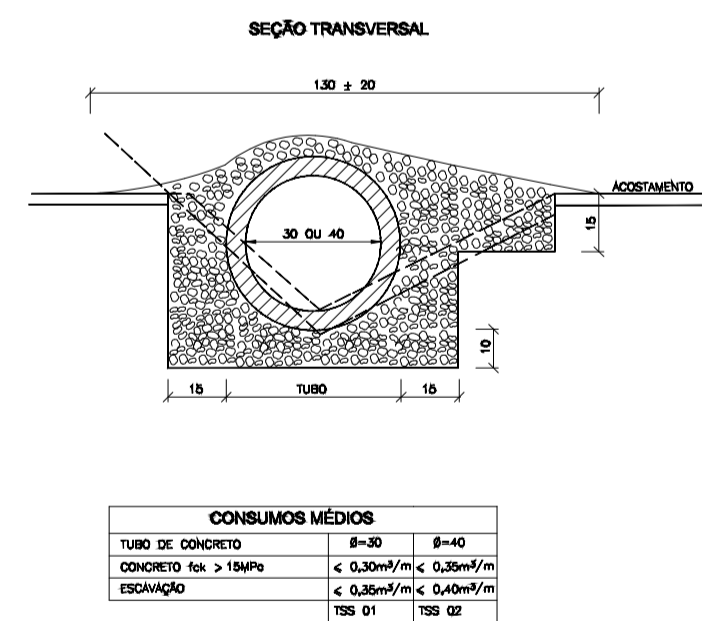 SEÇÃO TRANSVERSAL
130 ± 20
ACOSTAMENTO
30 OU 40
15
10
15 TUBO 15
CONSUMOS MÉDIOS
TUBO DE CONCRETO Ø=30 Ø=40
CONCRETO fck > 15MPa < 0,30m³/m < 0,35m³/m
ESCAVAÇÃO < 0,35m³/m < 0,40m³/m
TSS 01 TSS 02